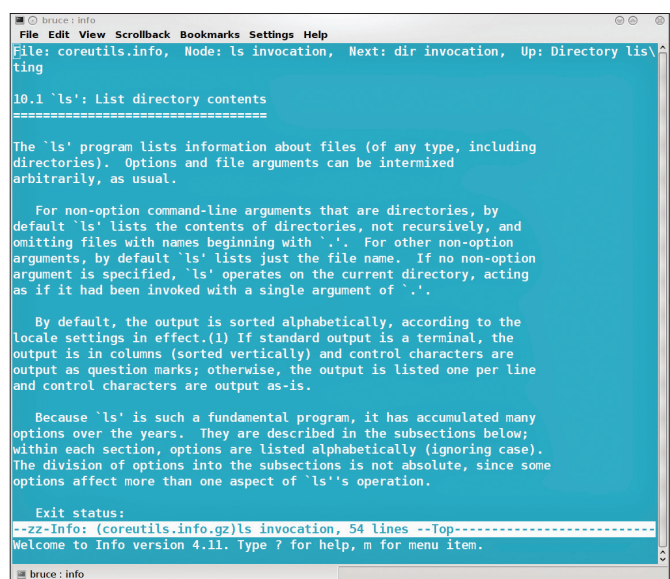 bruce : info
File Edit View Scrollback Bookmarks Settings Help
File: coreutils.info,  Node: ls invocation,  Next: dir invocation,  Up: Directory lis\
ting
10.1 `ls': List directory contents
==================================
The `ls' program lists information about files (of any type, including
directories).  Options and file arguments can be intermixed
arbitrarily, as usual.
For non-option command-line arguments that are directories, by
default `ls' lists the contents of directories, not recursively, and
omitting files with names beginning with `.'.  For other non-option
arguments, by default `ls' lists just the file name.  If no non-option
argument is specified, `ls' operates on the current directory, acting
as if it had been invoked with a single argument of `.'.
By default, the output is sorted alphabetically, according to the
locale settings in effect.(1) If standard output is a terminal, the
output is in columns (sorted vertically) and control characters are
output as question marks; otherwise, the output is listed one per line
and control characters are output as-is.
Because `ls' is such a fundamental program, it has accumulated many
options over the years.  They are described in the subsections below;
within each section, options are listed alphabetically (ignoring case).
The division of options into the subsections is not absolute, since some
options affect more than one aspect of `ls''s operation.
Exit status:
--zz-Info: (coreutils.info.gz)ls invocation, 54 lines --Top---------------------------
Welcome to Info version 4.11. Type ? for help, m for menu item.
bruce : info